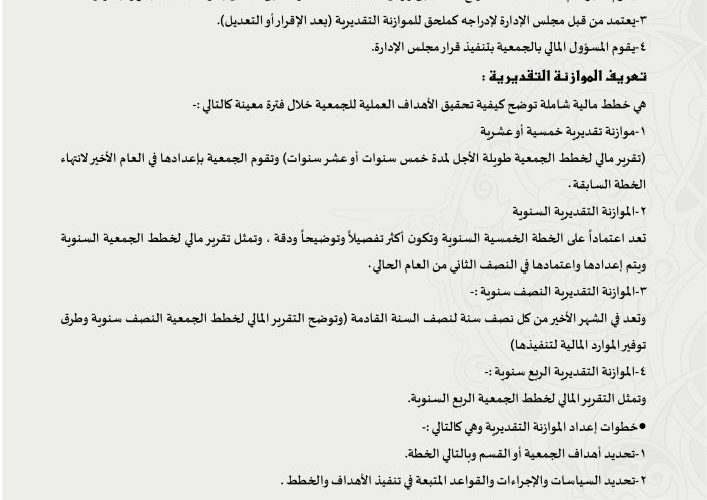 ٣-يعتمد من قبل مجلس الإدارة لإدراجه كملحق للموازنة التقديرية (بعد الإقرار أو التعديل).
٤-يقوم المسؤول المالي بالجمعية بتنفيذ قرار مجلس الإدارة.
تعريف الموازنة التقديرية :
هي خطط مالية شاملة توضح كيفية تحقيق الأهداف العملية للجمعية خلال فترة معينة كالتالي :-
١-موازنة تقديرية خمسية أو عشرية
(تقرير مالي لخطط الجمعية طويلة الأجل لمدة خمس سنوات أو عشر سنوات) وتقوم الجمعية بإعدادها في العام الأخير لانتهاء
الخطة السابقة.
٢-الموازنة التقديرية السنوية
تعد اعتماداً على الخطة الخمسية السنوية وتكون أكثر تفصيلاً وتوضيحاً ودقة ، وتمثل تقرير مالي لخطط الجمعية السنوية
ويتم إعدادها واعتمادها في النصف الثاني من العام الحالي.
٣-الموازنة التقديرية النصف سنوية :-
وتعد في الشهر الأخير من كل نصف سنة لنصف السنة القادمة (وتوضح التقرير المالي لخطط الجمعية النصف سنوية وطرق
توفير الموارد المالية لتنفيذها)
٤-الموازنة التقديرية الربع سنوية :-
وتمثل التقرير المالي لخطط الجمعية الربع السنوية.
●خطوات إعداد الموازنة التقديرية وهي كالتالي :-
١-تحديد أهداف الجمعية أو القسم وبالتالي الخطة.
٢-تحديد السياسات والإجراءات والقواعد المتبعة في تنفيذ الأهداف والخطط .